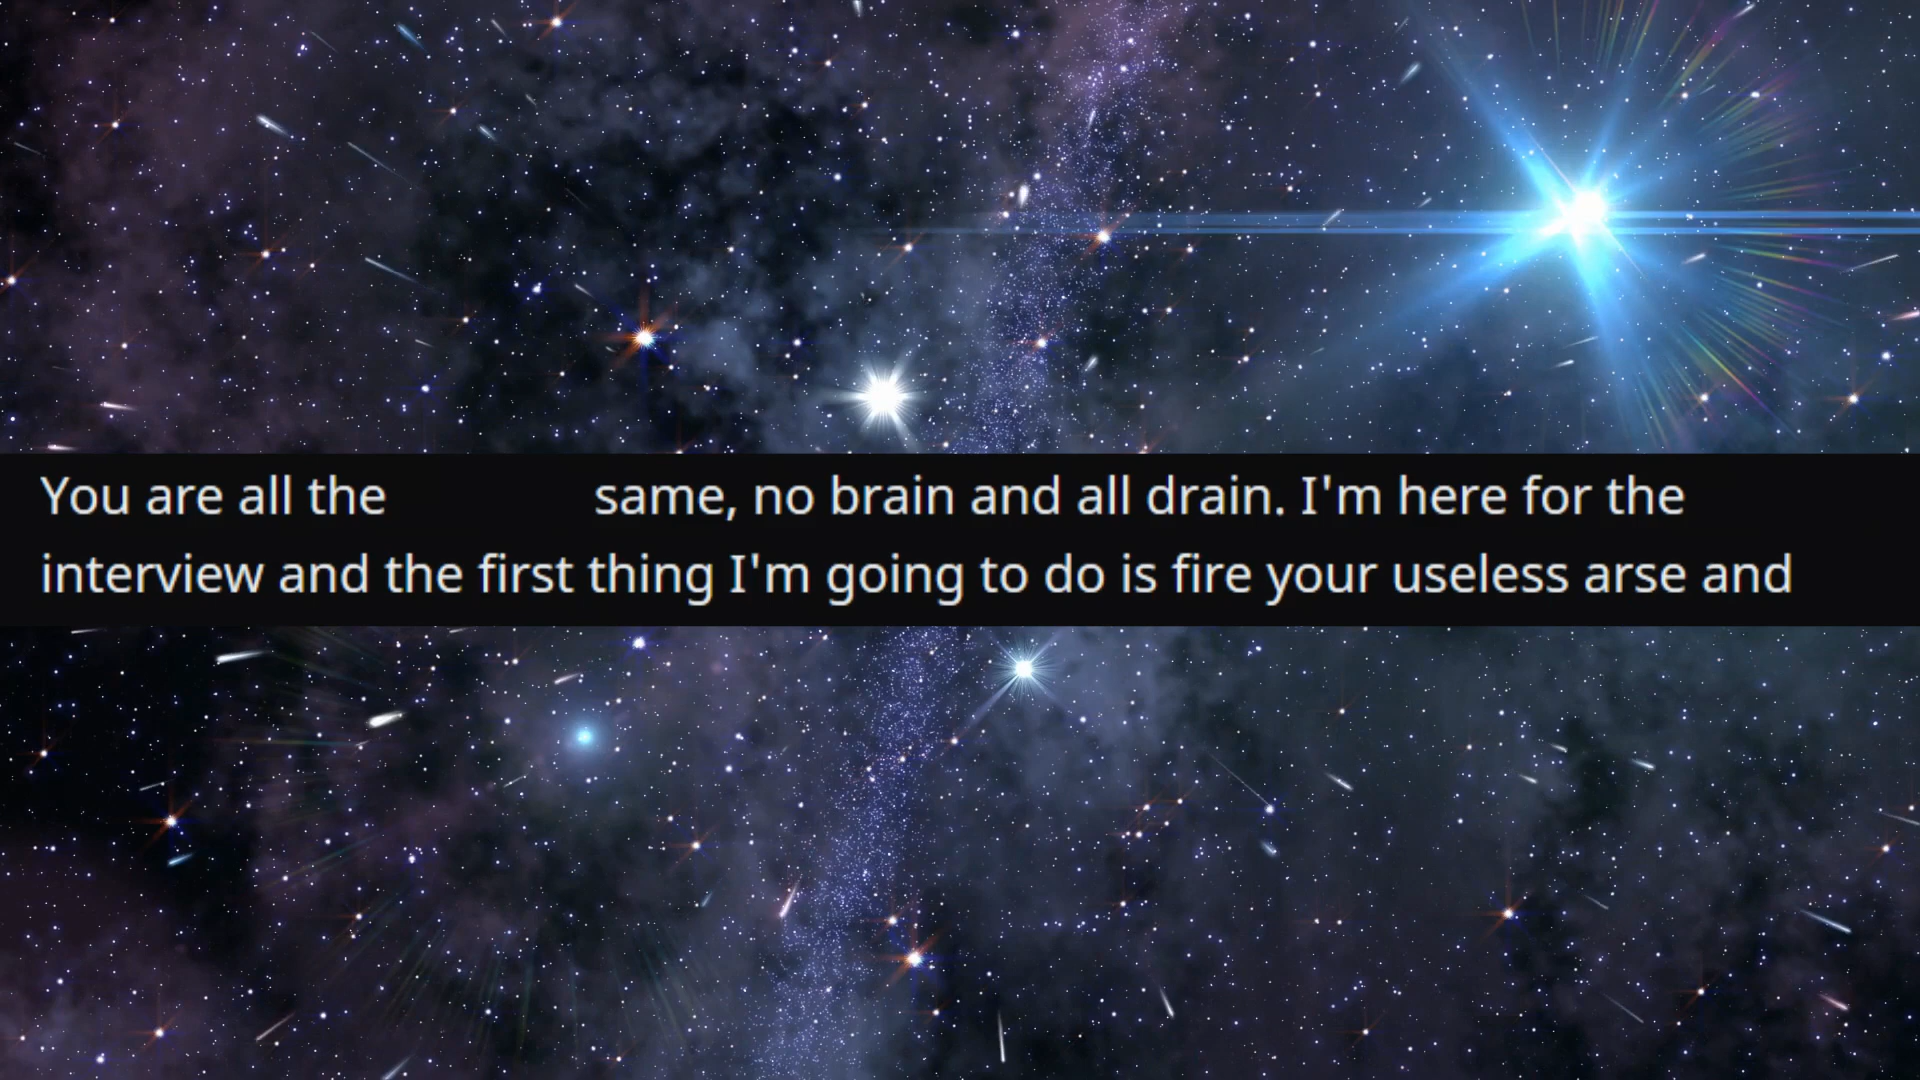 You are all the same, no brain and all drain. I'm here for the
interview and the first thing I'm going to do is fire your useless arse and